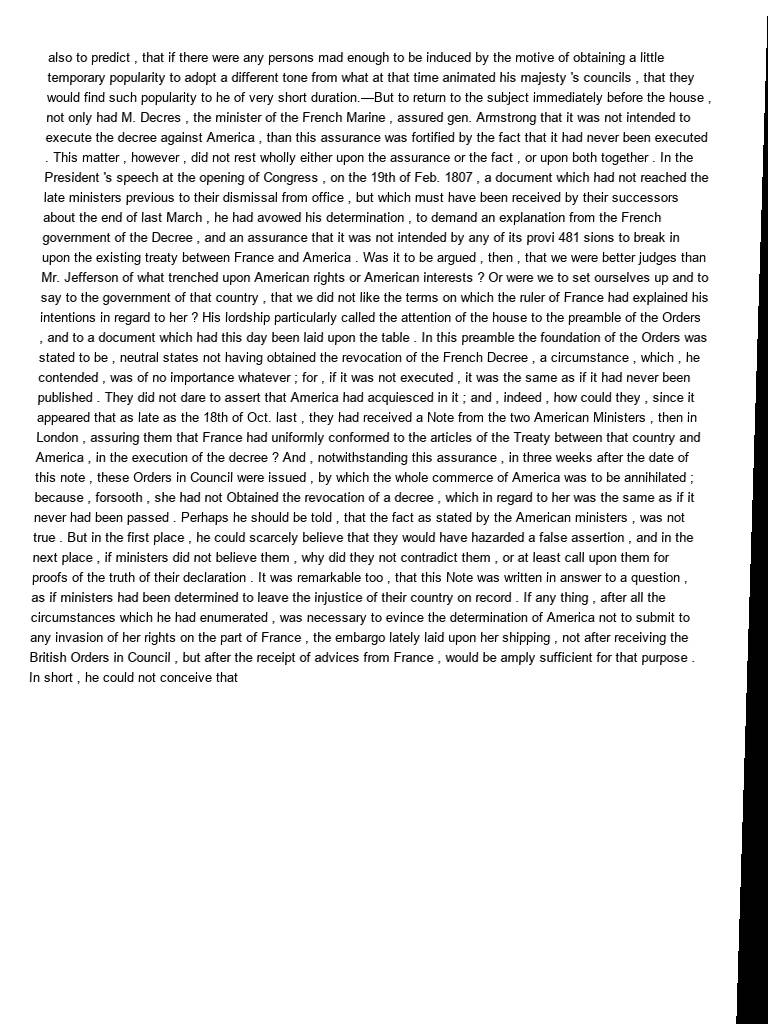 also to predict , that if there were any persons mad enough to be induced by the motive of obtaining a little
temporary popularity to adopt a different tone from what at that time animated his majesty 's councils , that they
would find such popularity to he of very short duration.—But to return to the subject immediately before the house ,
not only had M. Decres , the minister of the French Marine , assured gen. Armstrong that it was not intended to
execute the decree against America , than this assurance was fortified by the fact that it had never been executed
. This matter , however , did not rest wholly either upon the assurance or the fact , or upon both together . In the
President 's speech at the opening of Congress , on the 19th of Feb. 1807 , a document which had not reached the
late ministers previous to their dismissal from office , but which must have been received by their successors
about the end of last March , he had avowed his determination , to demand an explanation from the French
government of the Decree , and an assurance that it was not intended by any of its provi 481 sions to break in
upon the existing treaty between France and America . Was it to be argued , then , that we were better judges than
Mr. Jefferson of what trenched upon American rights or American interests ? Or were we to set ourselves up and to
say to the government of that country , that we did not like the terms on which the ruler of France had explained his
intentions in regard to her ? His lordship particularly called the attention of the house to the preamble of the Orders
, and to a document which had this day been laid upon the table . In this preamble the foundation of the Orders was
stated to be , neutral states not having obtained the revocation of the French Decree , a circumstance , which , he
contended , was of no importance whatever ; for , if it was not executed , it was the same as if it had never been
published . They did not dare to assert that America had acquiesced in it ; and , indeed , how could they , since it
appeared that as late as the 18th of Oct. last , they had received a Note from the two American Ministers , then in
London , assuring them that France had uniformly conformed to the articles of the Treaty between that country and
America , in the execution of the decree ? And , notwithstanding this assurance , in three weeks after the date of
this note , these Orders in Council were issued , by which the whole commerce of America was to be annihilated ;
because , forsooth , she had not Obtained the revocation of a decree , which in regard to her was the same as if it
never had been passed . Perhaps he should be told , that the fact as stated by the American ministers , was not
true . But in the first place , he could scarcely believe that they would have hazarded a false assertion , and in the
next place , if ministers did not believe them , why did they not contradict them , or at least call upon them for
proofs of the truth of their declaration . It was remarkable too , that this Note was written in answer to a question ,
as if ministers had been determined to leave the injustice of their country on record . If any thing , after all the
circumstances which he had enumerated , was necessary to evince the determination of America not to submit to
any invasion of her rights on the part of France , the embargo lately laid upon her shipping , not after receiving the
British Orders in Council , but after the receipt of advices from France , would be amply sufficient for that purpose .
In short , he could not conceive that